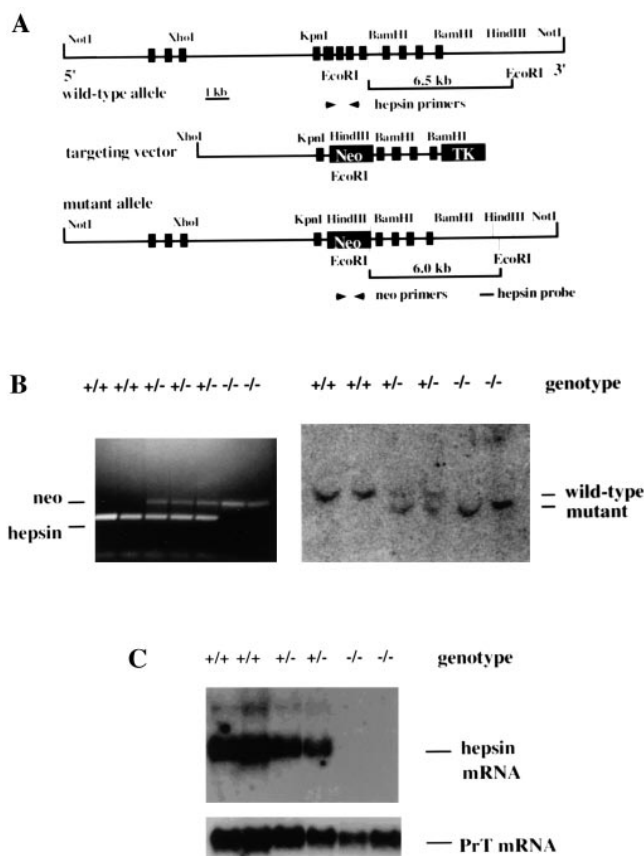 A
NotI XhoI KpnI BamHI BamHI HindIII NotI
5' EcoRI 6.5 kb EcoRI 3'
wild-type allele 1 kb hepsin primers
XhoI KpnI HindIII BamHI BamHI
targeting vector Neo TK
EcoRI
mutant allele
NotI XhoI KpnI HindIII BamHI BamHI HindIII NotI
Neo
EcoRI 6.0 kb EcoRI
neo primers hepsin probe
B
+/+ +/+ +/- +/- +/- -/- -/- +/+ +/+ +/- +/- -/- -/- genotype
neo wild-type
hepsin mutant
C
+/+ +/+ +/- +/- -/- -/- genotype
hepsin
mRNA
PrT mRNA